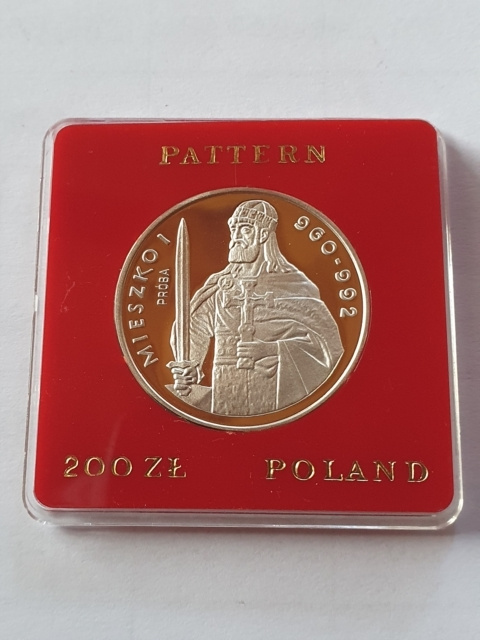 PATTERN
MIESZKO I
PRÓBA
960-992
200 ZŁ POLAND